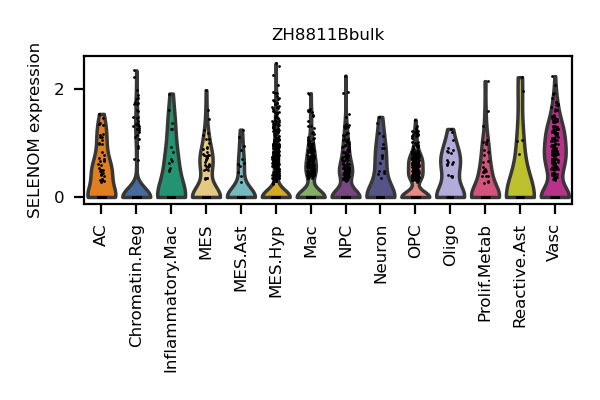 ZH8811Bbulk
SELENOM expression
2
0
AC
Chromatin.Reg
Inflammatory.Mac
MES
MES.Ast
MES.Hyp
Mac
NPC
Neuron
OPC
Oligo
Prolif.Metab
Reactive.Ast
Vasc